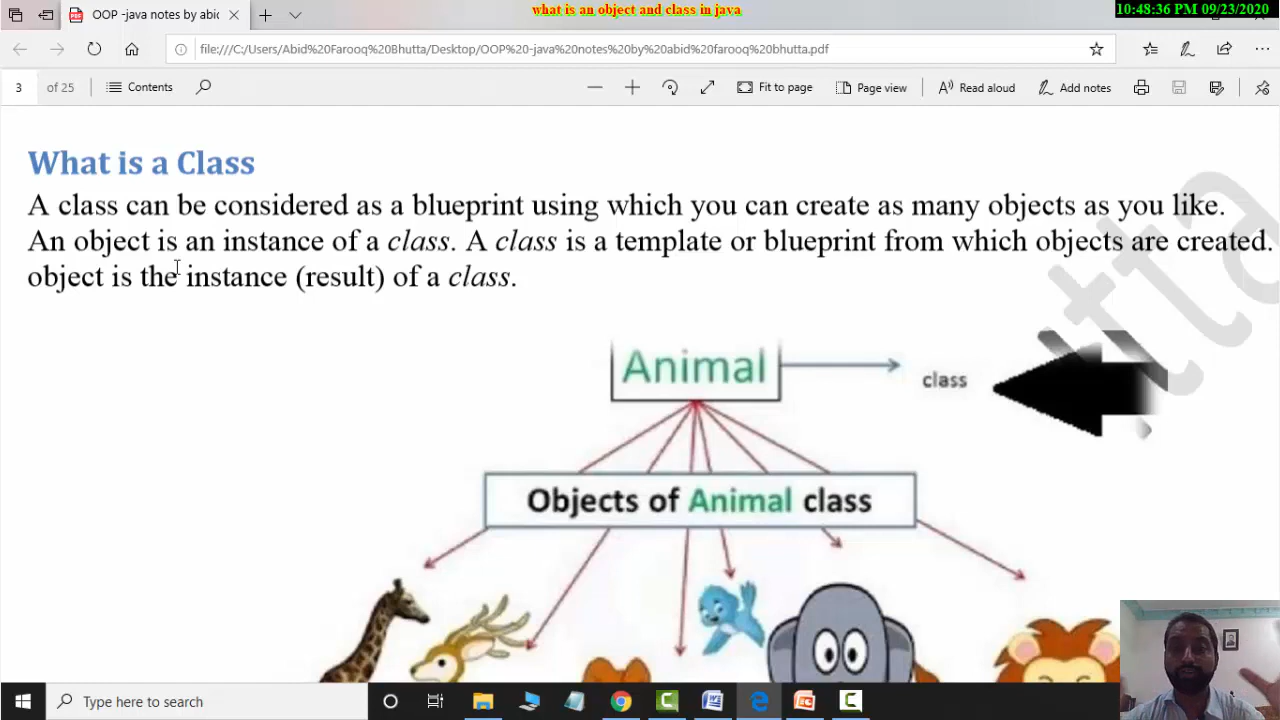 what is an object and class in java
10:48:36 PM 09/23/2020
OOP -java notes by abid
file:///C:/Users/Abid%20Farooq%20Bhutta/Desktop/OOP%20-java%20notes%20by%20abid%20farooq%20bhutta.pdf
3 of 25 Contents Fit to page Page view Read aloud Add notes
What is a Class
A class can be considered as a blueprint using which you can create as many objects as you like.
An object is an instance of a class. A class is a template or blueprint from which objects are created.
object is the instance (result) of a class.
Animal
class
Objects of Animal class
Type here to search